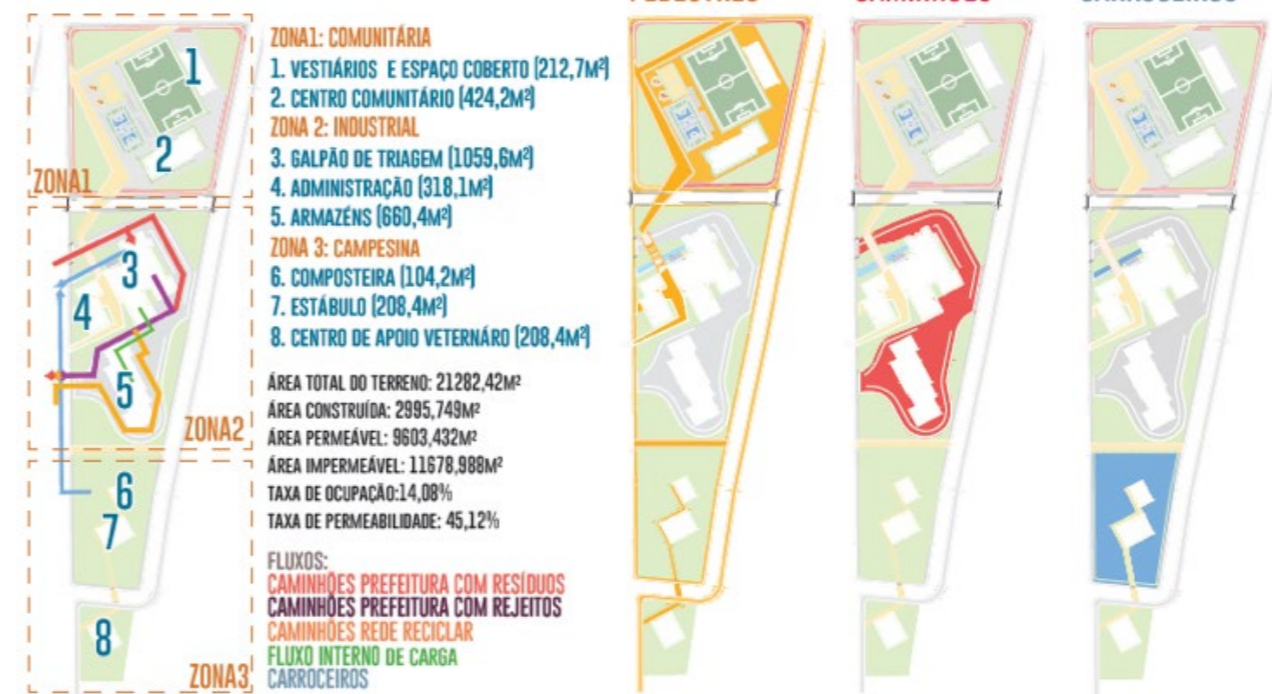 PEDESTRES
CAMINHÕES
CARROCEIROS
1
2
ZONA1
3
4
5
ZONA2
6
7
8
ZONA3
ZONA1: COMUNITÁRIA
1. VESTIÁRIOS E ESPAÇO COBERTO (212,7M²)
2. CENTRO COMUNITÁRIO (424,2M²)
ZONA 2: INDUSTRIAL
3. GALPÃO DE TRIAGEM (1059,6M²)
4. ADMINISTRAÇÃO (318,1M²)
5. ARMAZÉNS (660,4M²)
ZONA 3: CAMPESINA
6. COMPOSTEIRA (104,2M²)
7. ESTÁBULO (208,4M²)
8. CENTRO DE APOIO VETERNÁRO (208,4M²)
ÁREA TOTAL DO TERRENO: 21282,42M²
ÁREA CONSTRUÍDA: 2995,749M²
ÁREA PERMEÁVEL: 9603,432M²
ÁREA IMPERMEÁVEL: 11678,988M²
TAXA DE OCUPAÇÃO:14,08%
TAXA DE PERMEABILIDADE: 45,12%
FLUXOS:
CAMINHÕES PREFEITURA COM RESÍDUOS
CAMINHÕES PREFEITURA COM REJEITOS
CAMINHÕES REDE RECICLAR
FLUXO INTERNO DE CARGA
CARROCEIROS